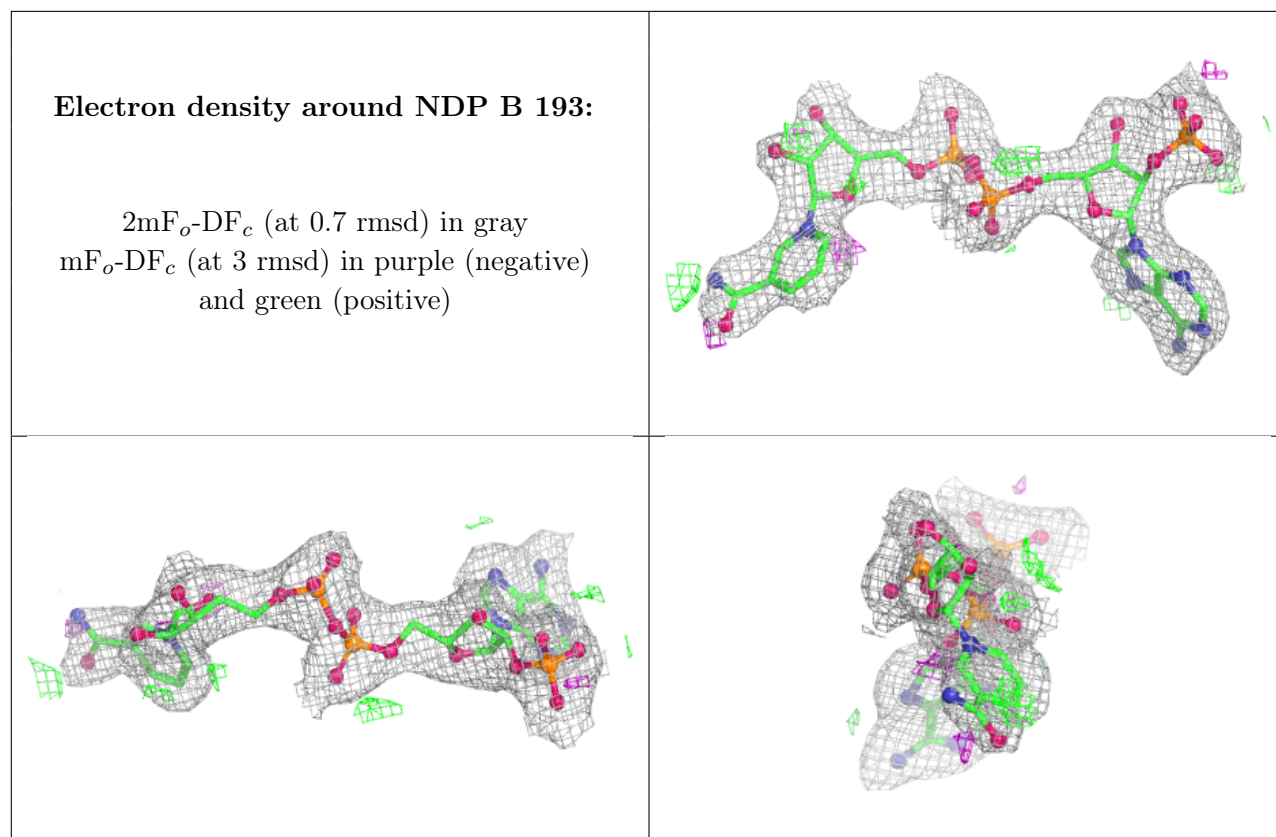 Electron density around NDP B 193:
2mFₒ-DF𝒸 (at 0.7 rmsd) in gray
mFₒ-DF𝒸 (at 3 rmsd) in purple (negative)
and green (positive)